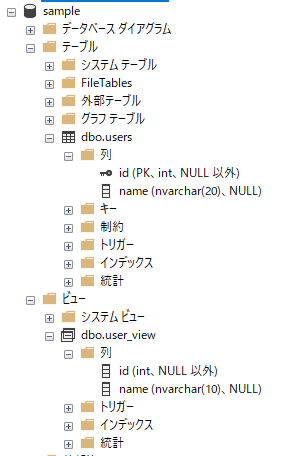 sample
データベース ダイアグラム
テーブル
システム テーブル
FileTables
外部テーブル
グラフ テーブル
dbo.users
列
id (PK、int、NULL 以外)
name (nvarchar(20)、NULL)
キー
制約
トリガー
インデックス
統計
ビュー
システム ビュー
dbo.user_view
列
id (int、NULL 以外)
name (nvarchar(10)、NULL)
トリガー
インデックス
統計